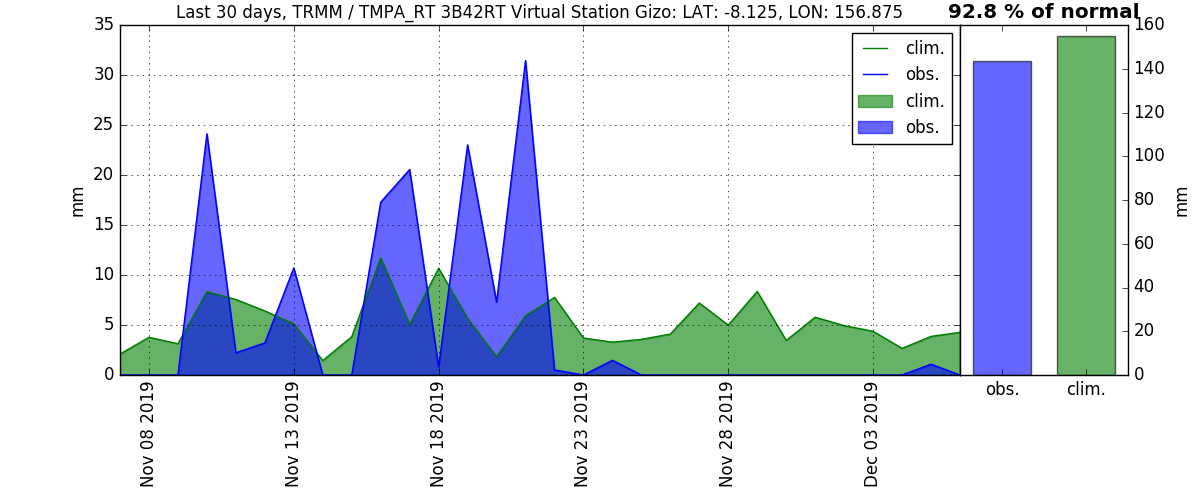 Last 30 days, TRMM / TMPA_RT 3B42RT Virtual Station Gizo: LAT: -8.125, LON: 156.875
92.8 % of normal
35
30
25
20
15
10
5
0
mm
clim.
obs.
clim.
obs.
160
140
120
100
80
60
40
20
0
mm
obs.
clim.
Nov 08 2019
Nov 13 2019
Nov 18 2019
Nov 23 2019
Nov 28 2019
Dec 03 2019